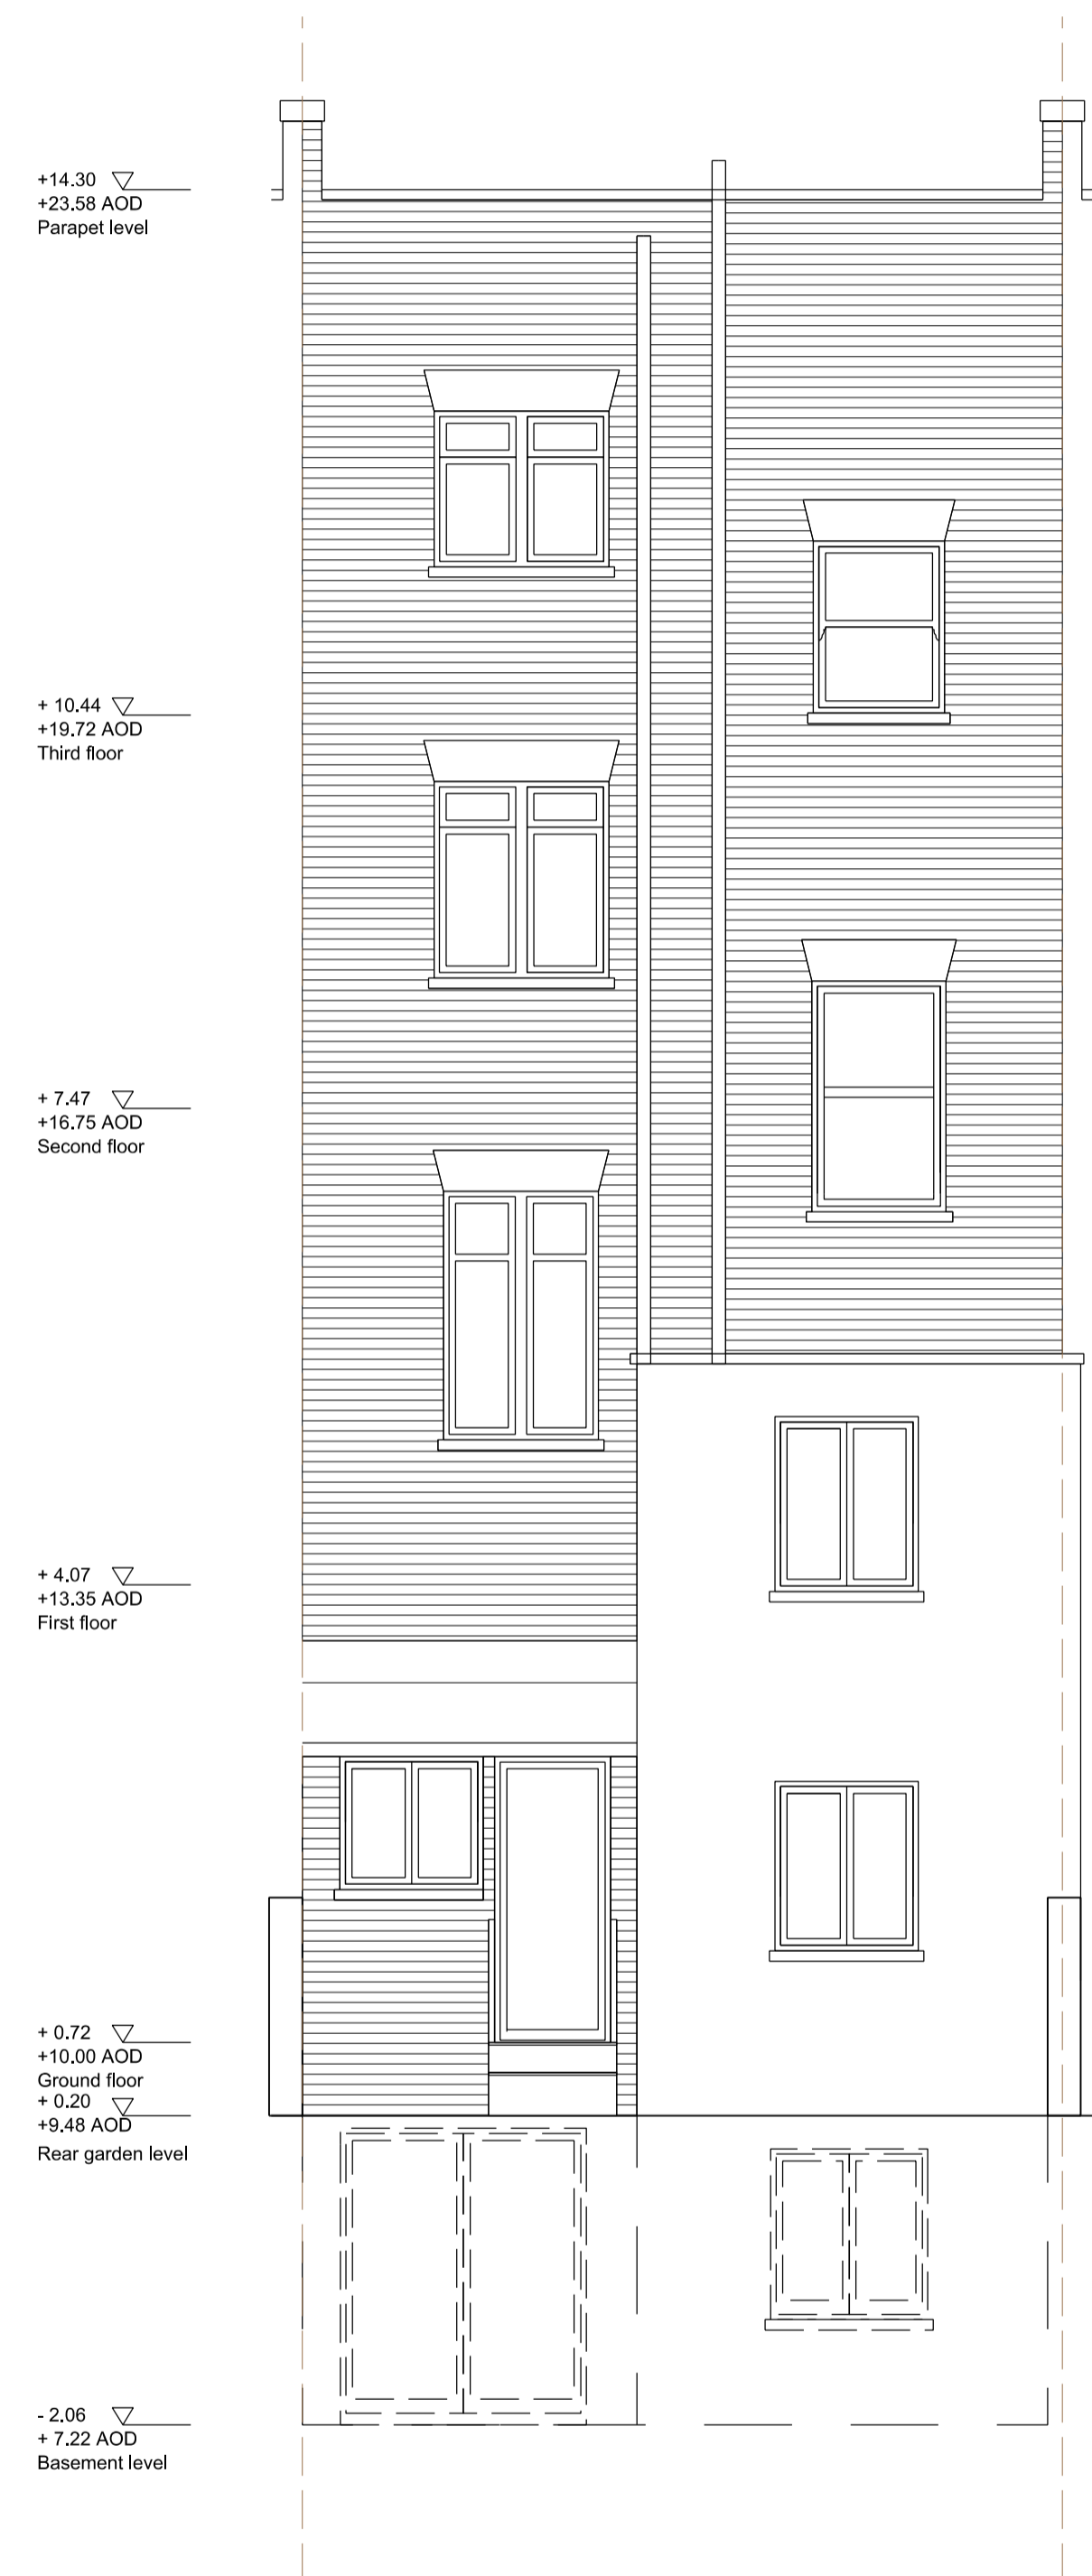 +14.30
+23.58 AOD
Parapet level
+ 10.44
+19.72 AOD
Third floor
+ 7.47
+16.75 AOD
Second floor
+ 4.07
+13.35 AOD
First floor
+ 0.72
+10.00 AOD
Ground floor
+ 0.20
+9.48 AOD
Rear garden level
- 2.06
+ 7.22 AOD
Basement level